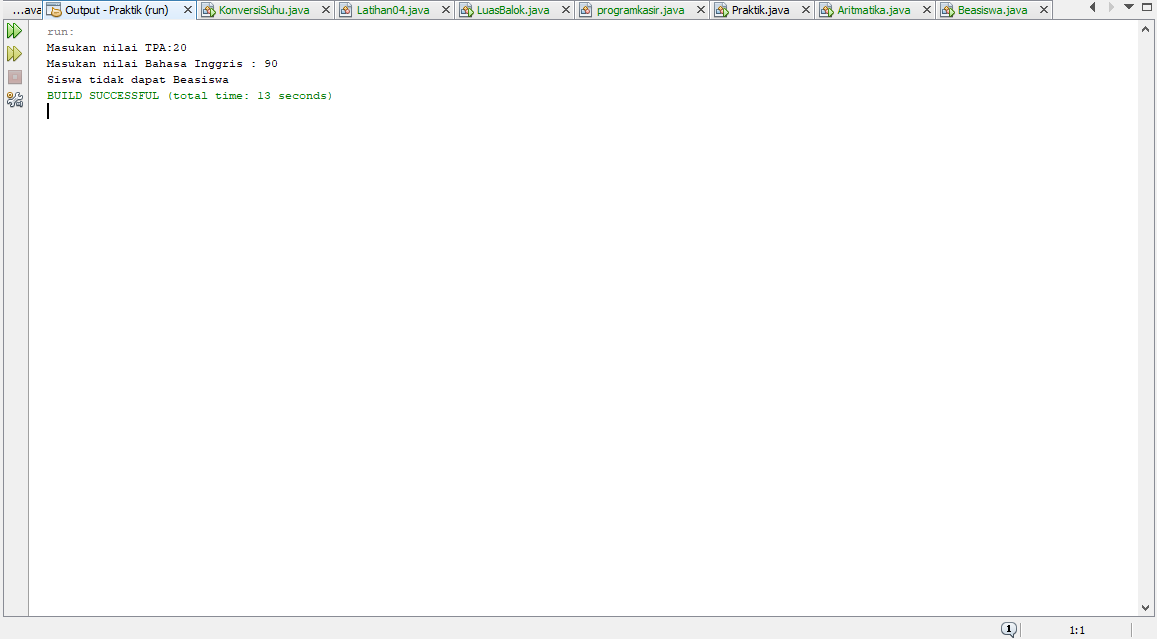 ...ava Output - Praktik (run) KonversiSuhu.java Latihan04.java LuasBalok.java programkasir.java Praktik.java Aritmatika.java Beasiswa.java
run:
Masukan nilai TPA:20
Masukan nilai Bahasa Inggris : 90
Siswa tidak dapat Beasiswa
BUILD SUCCESSFUL (total time: 13 seconds)
1 1:1